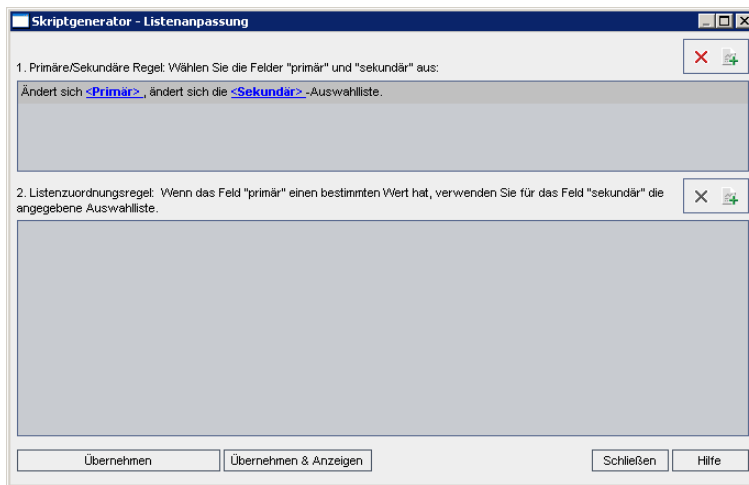 Skriptgenerator - Listenanpassung
1. Primäre/Sekundäre Regel: Wählen Sie die Felder "primär" und "sekundär" aus:
Ändert sich <Primär> , ändert sich die <Sekundär> -Auswahlliste.
2. Listenzuordnungsregel: Wenn das Feld "primär" einen bestimmten Wert hat, verwenden Sie für das Feld "sekundär" die
angegebene Auswahlliste.
Übernehmen Übernehmen & Anzeigen Schließen Hilfe